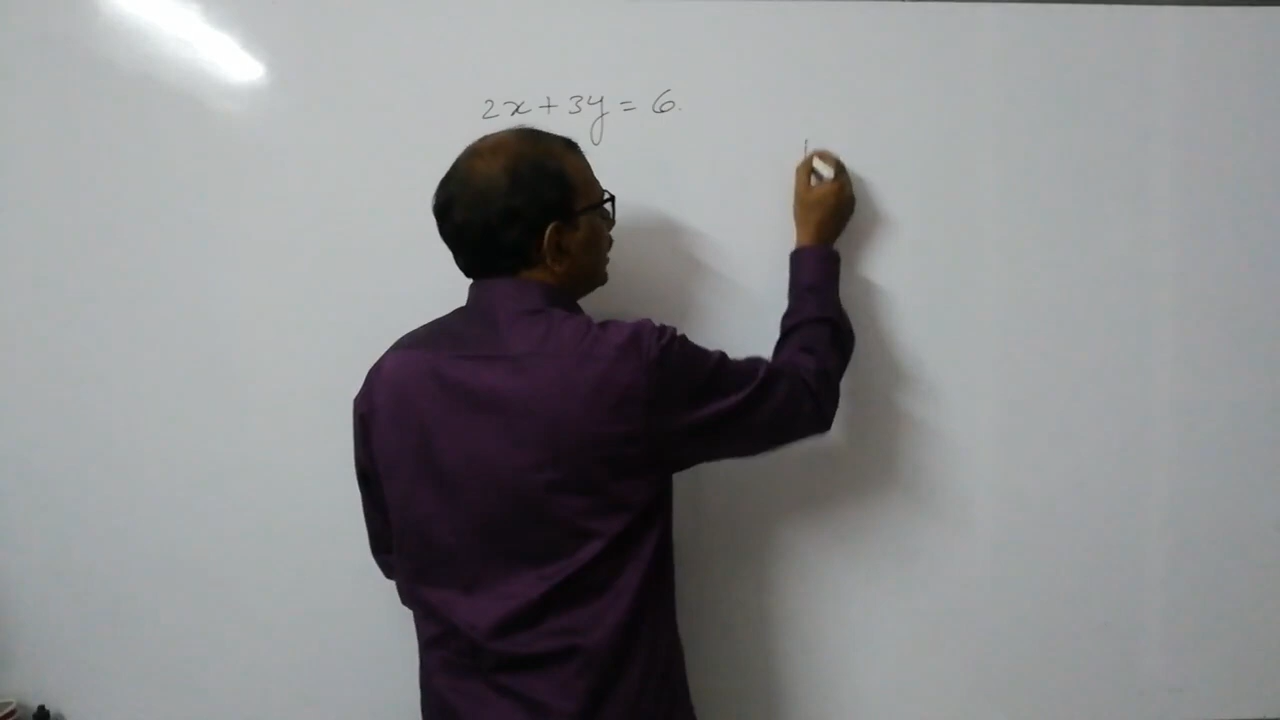 2x + 3y = 6.